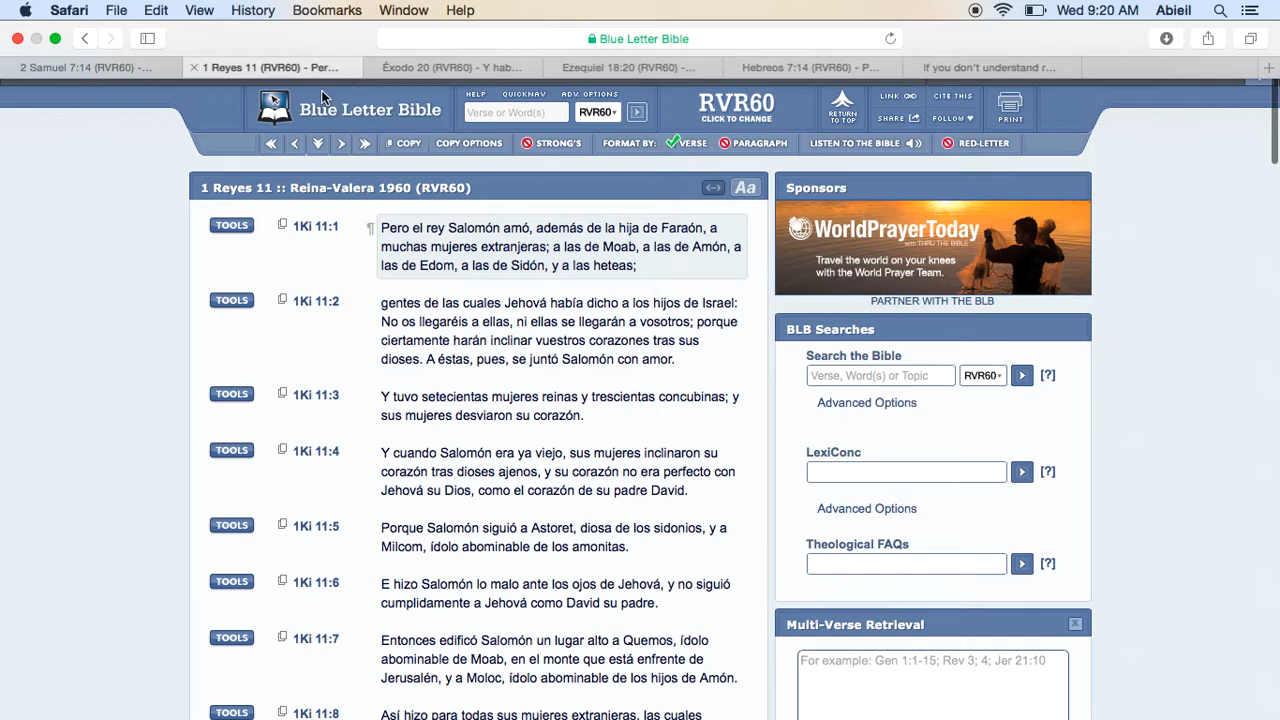 Safari File Edit View History Bookmarks Window Help Wed 9:20 AM Abieil
Blue Letter Bible
2 Samuel 7:14 (RVR60) -... 1 Reyes 11 (RVR60) - Per... Éxodo 20 (RVR60) - Y hab... Ezequiel 18:20 (RVR60) -... Hebreos 7:14 (RVR60) - P... If you don't understand r...
Blue Letter Bible
HELP QUICKNAV ADV. OPTIONS
Verse or Word(s) RVR60
RVR60
CLICK TO CHANGE
RETURN
TO TOP
LINK CITE THIS
SHARE FOLLOW
PRINT
COPY COPY OPTIONS STRONG'S FORMAT BY: VERSE PARAGRAPH LISTEN TO THE BIBLE RED-LETTER
1 Reyes 11 :: Reina-Valera 1960 (RVR60) Aa
TOOLS 1Ki 11:1 ¶ Pero el rey Salomón amó, además de la hija de Faraón, a
muchas mujeres extranjeras; a las de Moab, a las de Amón, a
las de Edom, a las de Sidón, y a las heteas;
TOOLS 1Ki 11:2 gentes de las cuales Jehová había dicho a los hijos de Israel:
No os llegaréis a ellas, ni ellas se llegarán a vosotros; porque
ciertamente harán inclinar vuestros corazones tras sus
dioses. A éstas, pues, se juntó Salomón con amor.
TOOLS 1Ki 11:3 Y tuvo setecientas mujeres reinas y trescientas concubinas; y
sus mujeres desviaron su corazón.
TOOLS 1Ki 11:4 Y cuando Salomón era ya viejo, sus mujeres inclinaron su
corazón tras dioses ajenos, y su corazón no era perfecto con
Jehová su Dios, como el corazón de su padre David.
TOOLS 1Ki 11:5 Porque Salomón siguió a Astoret, diosa de los sidonios, y a
Milcom, ídolo abominable de los amonitas.
TOOLS 1Ki 11:6 E hizo Salomón lo malo ante los ojos de Jehová, y no siguió
cumplidamente a Jehová como David su padre.
TOOLS 1Ki 11:7 Entonces edificó Salomón un lugar alto a Quemos, ídolo
abominable de Moab, en el monte que está enfrente de
Jerusalén, y a Moloc, ídolo abominable de los hijos de Amón.
TOOLS 1Ki 11:8 Así hizo para todas sus mujeres extranjeras, las cuales
Sponsors
WorldPrayerToday
with THRU THE BIBLE
Travel the world on your knees
with the World Prayer Team.
PARTNER WITH THE BLB
BLB Searches
Search the Bible
Verse, Word(s) or Topic RVR60 [?]
Advanced Options
LexiConc
[?]
Advanced Options
Theological FAQs
[?]
Multi-Verse Retrieval x
For example: Gen 1:1-15; Rev 3; 4; Jer 21:10